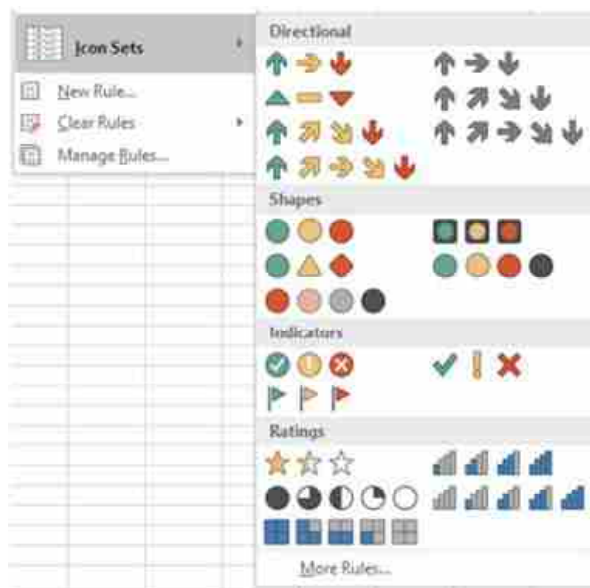 Icon Sets
New Rule...
Clear Rules
Manage Rules...
Directional
Shapes
Indicators
Ratings
More Rules...